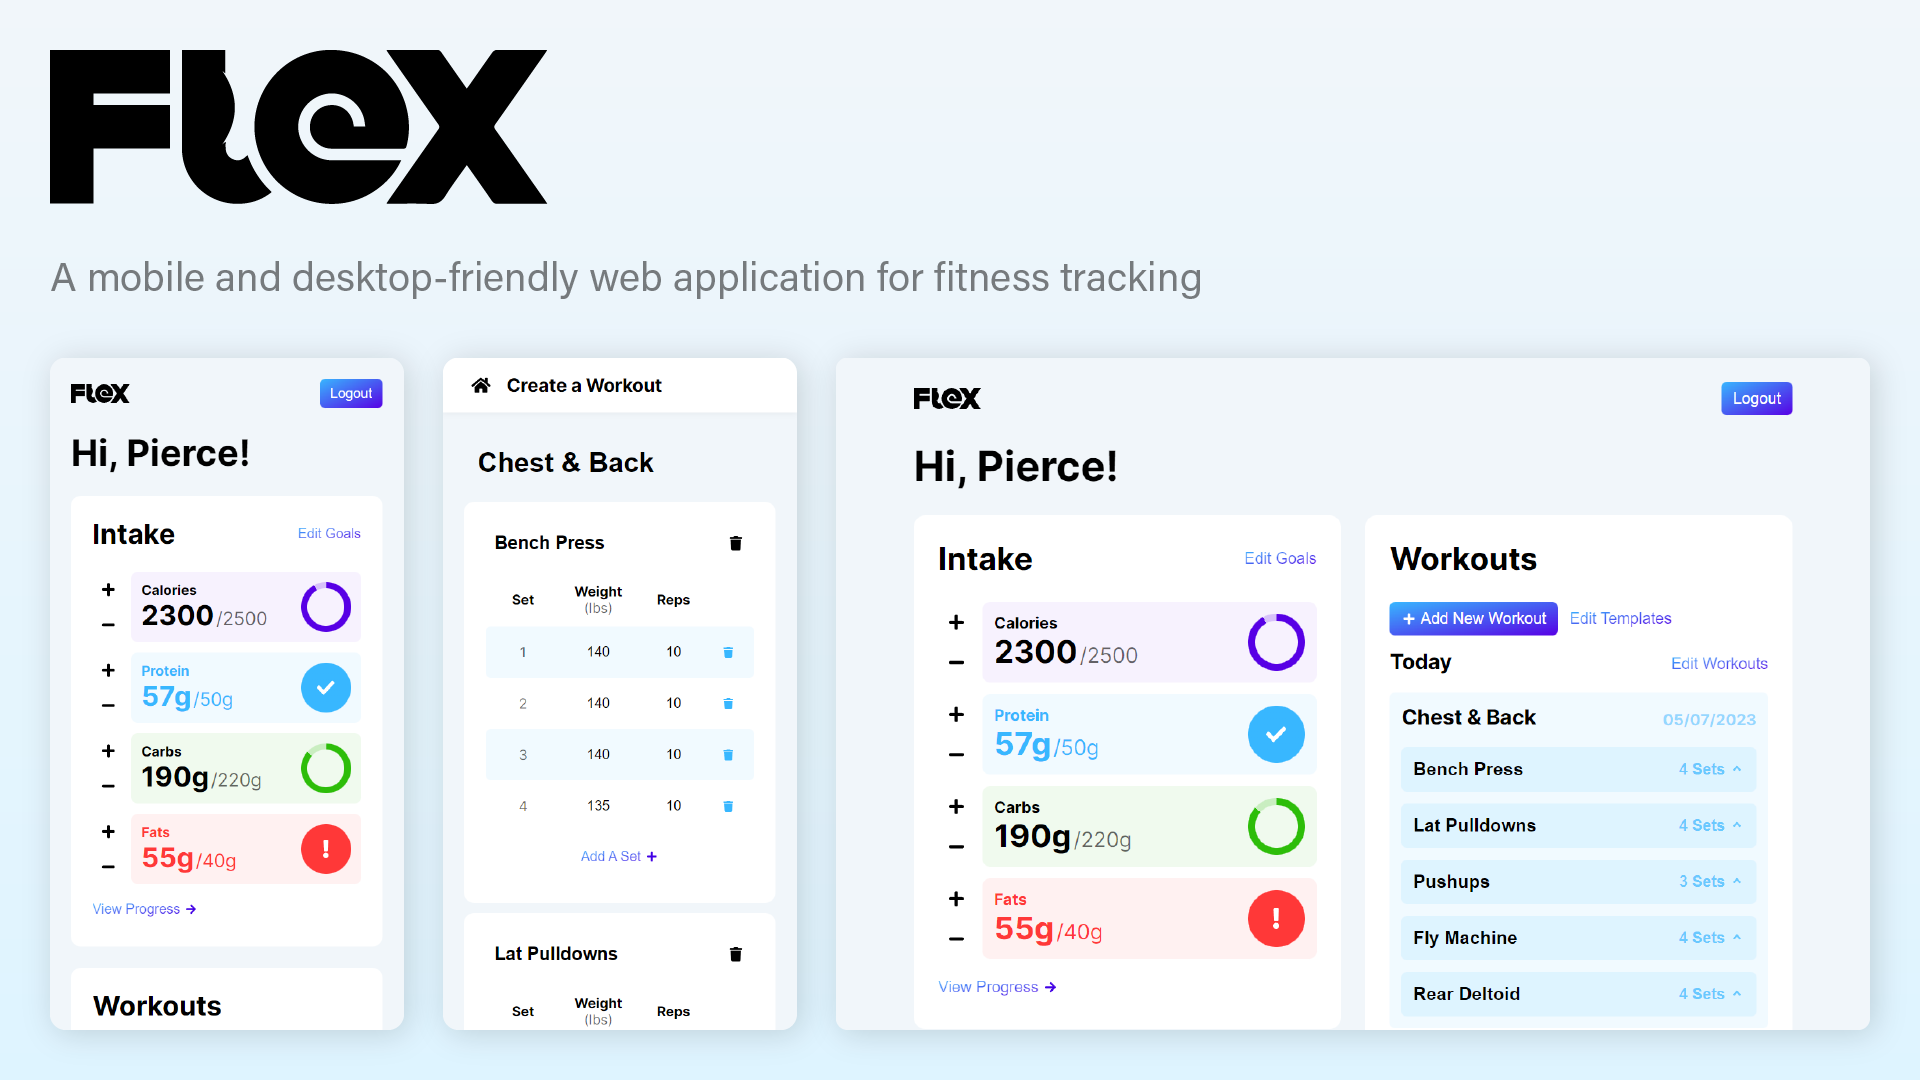 Flex
A mobile and desktop-friendly web application for fitness tracking
Flex
Logout
Hi, Pierce!
Intake
Edit Goals
+
Calories
2300/2500
−
+
Protein
57g/50g
−
+
Carbs
190g/220g
−
+
Fats
55g/40g
!
−
View Progress →
Workouts
Create a Workout
Chest & Back
Bench Press
Set Weight (lbs) Reps
1 140 10
2 140 10
3 140 10
4 135 10
Add A Set +
Lat Pulldowns
Set Weight (lbs) Reps
Flex
Logout
Hi, Pierce!
Intake
Edit Goals
+
Calories
2300/2500
−
+
Protein
57g/50g
−
+
Carbs
190g/220g
−
+
Fats
55g/40g
!
−
View Progress →
Workouts
+ Add New Workout
Edit Templates
Today
Edit Workouts
Chest & Back
05/07/2023
Bench Press
4 Sets
Lat Pulldowns
4 Sets
Pushups
3 Sets
Fly Machine
4 Sets
Rear Deltoid
4 Sets